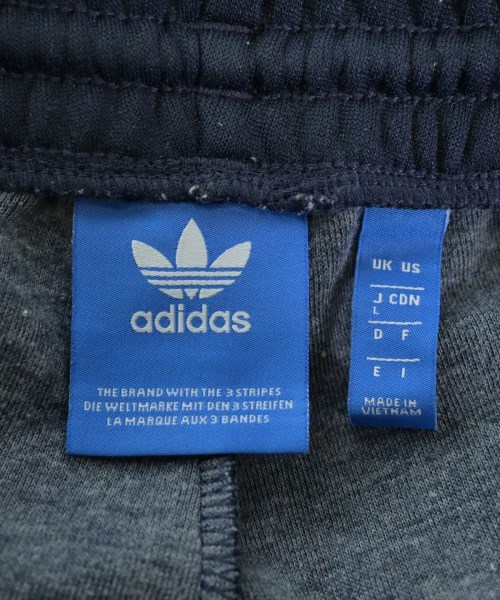 adidas
THE BRAND WITH THE 3 STRIPES
DIE WELTMARKE MIT DEN 3 STREIFEN
LA MARQUE AUX 3 BANDES
UK US
J CDN
L
D F
E I
MADE IN
VIETNAM